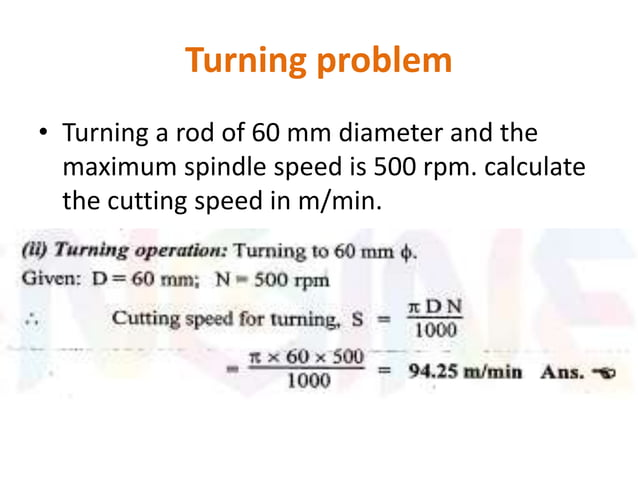 Turning problem
• Turning a rod of 60 mm diameter and the
maximum spindle speed is 500 rpm. calculate
the cutting speed in m/min.
(ii) Turning operation: Turning to 60 mm ϕ.
Given: D = 60 mm; N = 500 rpm
∴ Cutting speed for turning, S = π D N / 1000
= π × 60 × 500 / 1000 = 94.25 m/min Ans. ☜